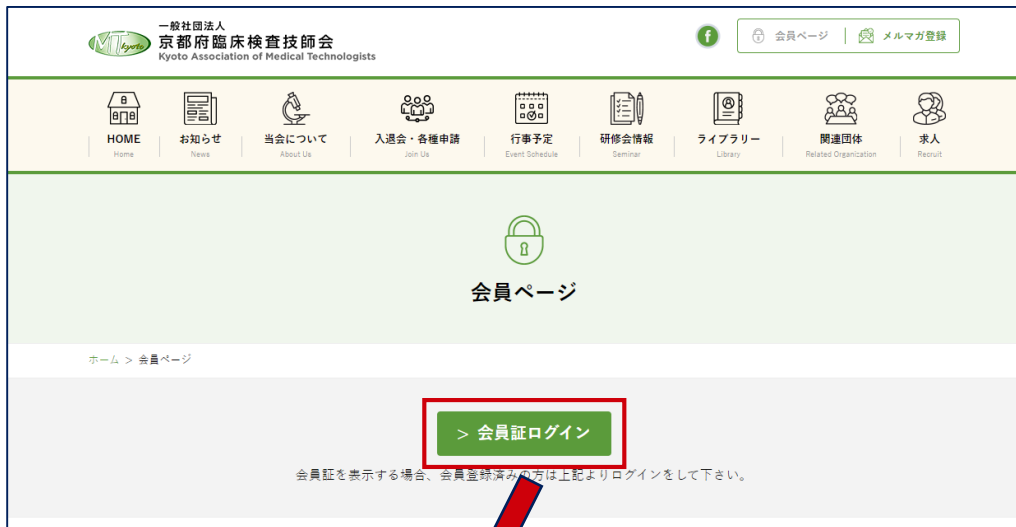 一般社団法人
京都府臨床検査技師会
Kyoto Association of Medical Technologists
MT kyoto
f
会員ページ
メルマガ登録
HOME
Home
お知らせ
News
当会について
About Us
入退会・各種申請
Join Us
行事予定
Event Schedule
研修会情報
Seminar
ライブラリー
Library
関連団体
Related Organization
求人
Recruit
会員ページ
ホーム > 会員ページ
> 会員証ログイン
会員証を表示する場合、会員登録済みの方は上記よりログインをして下さい。